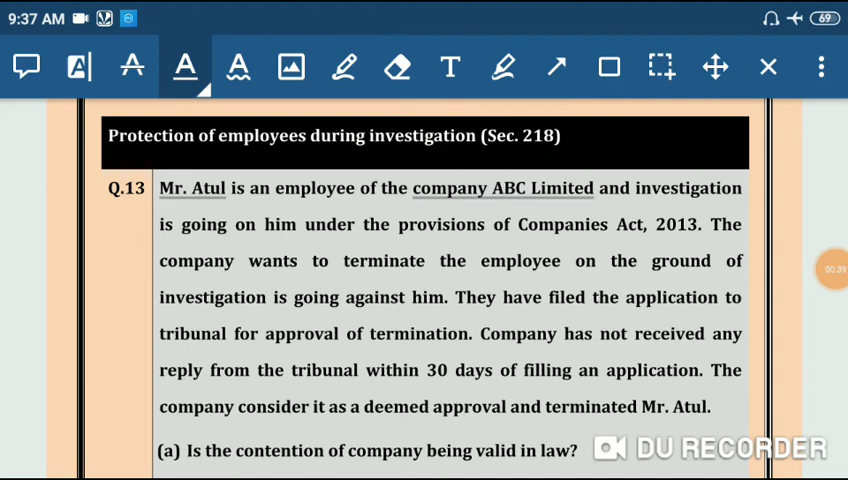 9:37 AM
69
A A A A T
Protection of employees during investigation (Sec. 218)
Q.13 Mr. Atul is an employee of the company ABC Limited and investigation
is going on him under the provisions of Companies Act, 2013. The
company wants to terminate the employee on the ground of
00:39
investigation is going against him. They have filed the application to
tribunal for approval of termination. Company has not received any
reply from the tribunal within 30 days of filling an application. The
company consider it as a deemed approval and terminated Mr. Atul.
(a) Is the contention of company being valid in law?
DU RECORDER